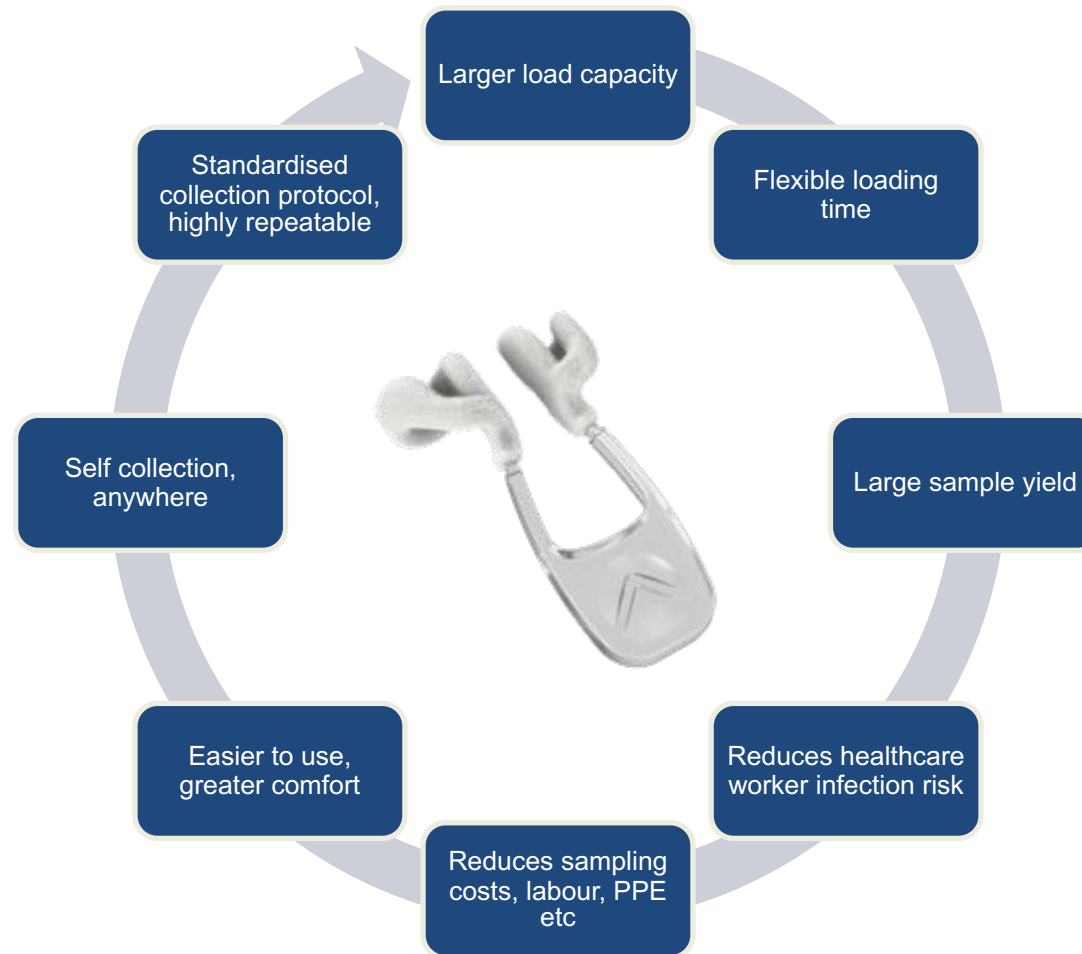 Larger load capacity
Flexible loading
time
Large sample yield
Reduces healthcare
worker infection risk
Reduces sampling
costs, labour, PPE
etc
Easier to use,
greater comfort
Self collection,
anywhere
Standardised
collection protocol,
highly repeatable